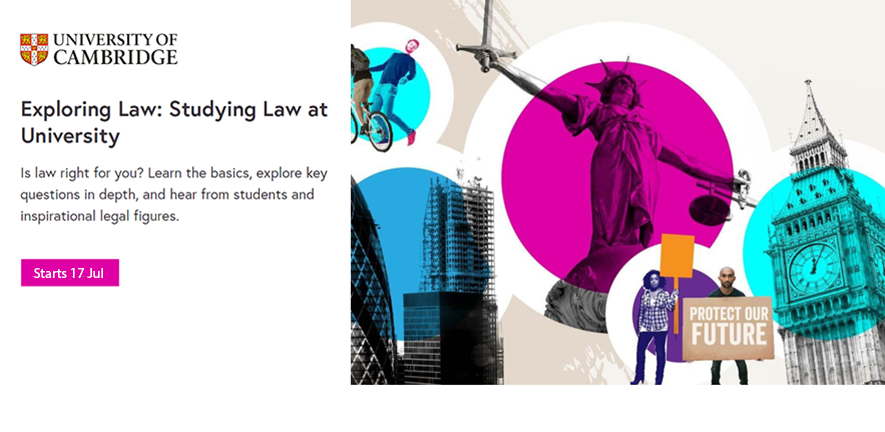 UNIVERSITY OF
CAMBRIDGE
Exploring Law: Studying Law at
University
Is law right for you? Learn the basics, explore key
questions in depth, and hear from students and
inspirational legal figures.
Starts 17 Jul
PROTECT OUR
FUTURE